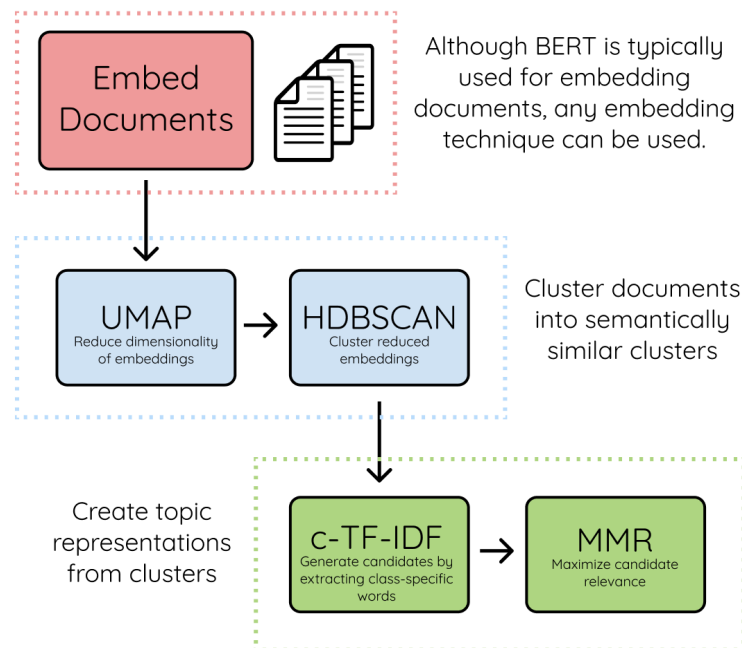 Embed
Documents
Although BERT is typically
used for embedding
documents, any embedding
technique can be used.
UMAP
Reduce dimensionality
of embeddings
HDBSCAN
Cluster reduced
embeddings
Cluster documents
into semantically
similar clusters
Create topic
representations
from clusters
c-TF-IDF
Generate candidates by
extracting class-specific
words
MMR
Maximize candidate
relevance